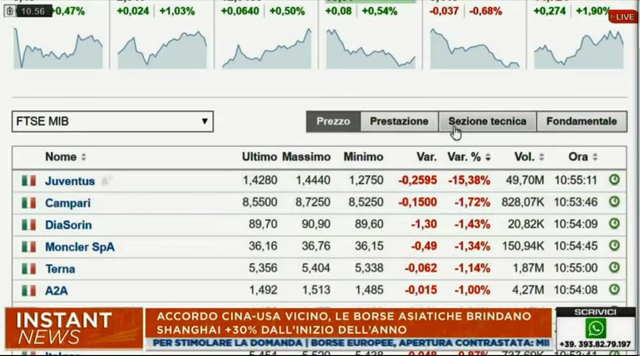 10.56
+0,47%
+0,024 +1,03%
+0,0640 +0,50%
+0,08 +0,54%
-0,037 -0,68%
+0,274 +1,90%
LIVE
FTSE MIB
Prezzo Prestazione Sezione tecnica Fondamentale
Nome Ultimo Massimo Minimo Var. Var. % Vol. Ora
Juventus 1,4280 1,4440 1,2750 -0,2595 -15,38% 49,70M 10:55:11
Campari 8,5500 8,7250 8,5250 -0,1500 -1,72% 828,07K 10:53:46
DiaSorin 89,70 90,90 89,60 -1,30 -1,43% 20,82K 10:54:09
Moncler SpA 36,16 36,76 36,15 -0,49 -1,34% 150,94K 10:54:45
Terna 5,356 5,404 5,338 -0,062 -1,14% 1,87M 10:55:00
A2A 1,492 1,513 1,485 -0,015 -1,00% 4,27M 10:54:08
INSTANT
NEWS
ACCORDO CINA-USA VICINO, LE BORSE ASIATICHE BRINDANO
SHANGHAI +30% DALL'INIZIO DELL'ANNO
PER STIMOLARE LA DOMANDA | BORSE EUROPEE, APERTURA CONTRASTATA:
SCRIVICI
+39. 393.82.79.197